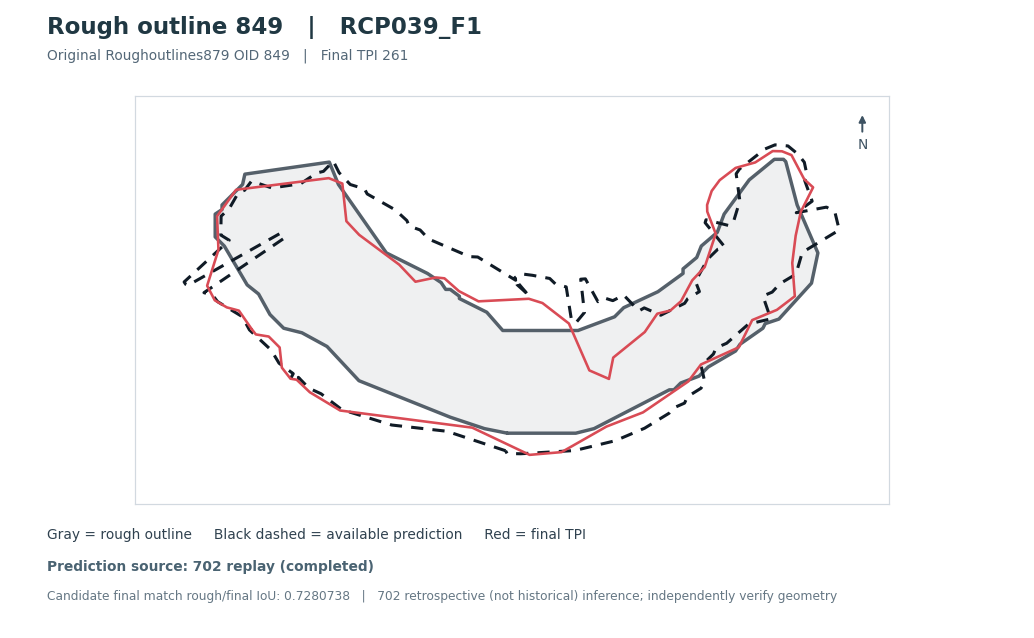 Rough outline 849 | RCP039_F1
Original Roughoutlines879 OID 849 | Final TPI 261
N
Gray = rough outline Black dashed = available prediction Red = final TPI
Prediction source: 702 replay (completed)
Candidate final match rough/final IoU: 0.7280738 | 702 retrospective (not historical) inference; independently verify geometry